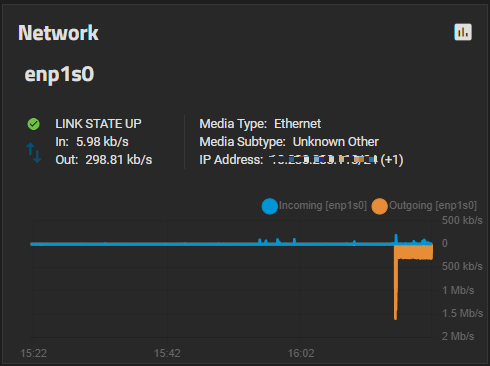 Network
enp1s0
LINK STATE UP
In: 5.98 kb/s
Out: 298.81 kb/s
Media Type: Ethernet
Media Subtype: Unknown Other
IP Address: (+1)
Incoming [enp1s0]
Outgoing [enp1s0]
500 kb/s
0
500 kb/s
1 Mb/s
1.5 Mb/s
2 Mb/s
15:22
15:42
16:02